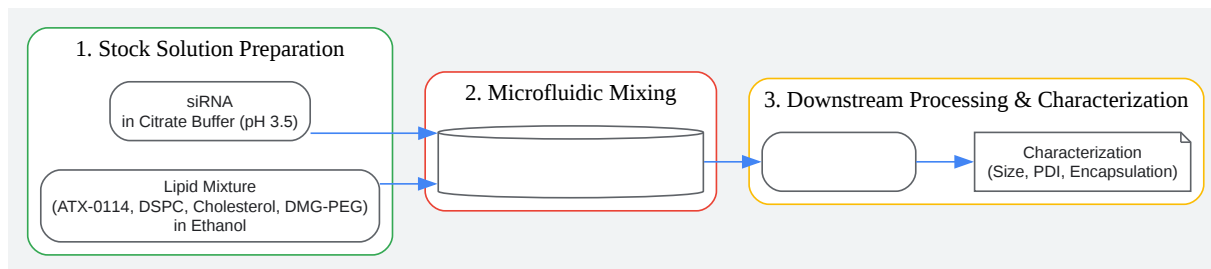 1. Stock Solution Preparation
siRNA
in Citrate Buffer (pH 3.5)
Lipid Mixture
(ATX-0114, DSPC, Cholesterol, DMG-PEG)
in Ethanol
2. Microfluidic Mixing
3. Downstream Processing & Characterization
Characterization
(Size, PDI, Encapsulation)